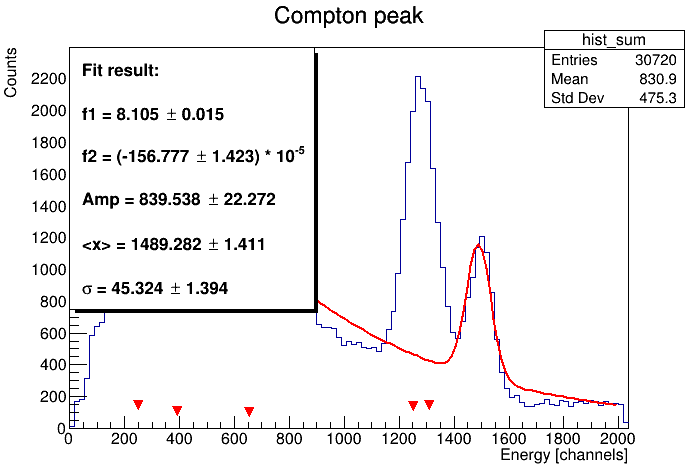 Compton peak
hist_sum
Entries 30720
Mean 830.9
Std Dev 475.3
Counts
Fit result:
f1 = 8.105 ± 0.015
f2 = (-156.777 ± 1.423) * 10⁻⁵
Amp = 839.538 ± 22.272
<x> = 1489.282 ± 1.411
σ = 45.324 ± 1.394
2200
2000
1800
1600
1400
1200
1000
800
600
400
200
0
0 200 400 600 800 1000 1200 1400 1600 1800 2000
Energy [channels]